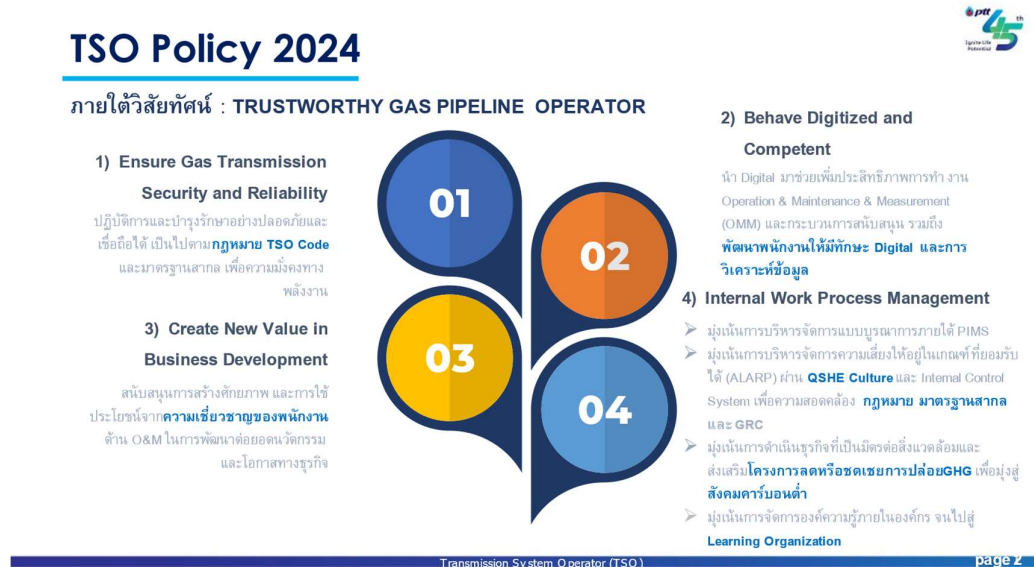 TSO Policy 2024
ptt
45th
Ignite Life
Potential
ภายใต้วิสัยทัศน์ : TRUSTWORTHY GAS PIPELINE OPERATOR
1) Ensure Gas Transmission
Security and Reliability
ปฏิบัติการและบำรุงรักษาอย่างปลอดภัยและ
เชื่อถือได้ เป็นไปตามกฎหมาย TSO Code
และมาตรฐานสากล เพื่อความมั่งคงทาง
พลังงาน
01
2) Behave Digitized and
Competent
นำ Digital มาช่วยเพิ่มประสิทธิภาพการทำ งาน
Operation & Maintenance & Measurement
(OMM) และกระบวนการสนับสนุน รวมถึง
พัฒนาพนักงานให้มีทักษะ Digital และการ
วิเคราะห์ข้อมูล
02
3) Create New Value in
Business Development
สนับสนุนการสร้างศักยภาพ และการใช้
ประโยชน์จากความเชี่ยวชาญของพนักงาน
ด้าน O&M ในการพัฒนาต่อยอดนวัตกรรม
และโอกาสทางธุรกิจ
03
4) Internal Work Process Management
➢ มุ่งเน้นการบริหารจัดการแบบบูรณาการภายใต้ PIMS
➢ มุ่งเน้นการบริหารจัดการความเสี่ยงให้อยู่ในเกณฑ์ ที่ยอมรับ
ได้ (ALARP) ผ่าน QSHE Culture และ Internal Control
System เพื่อความสอดคล้อง กฎหมาย มาตรฐานสากล
และ GRC
➢ มุ่งเน้นการดำเนินธุรกิจที่เป็นมิตรต่อสิ่งแวดล้อมและ
ส่งเสริมโครงการลดหรือชดเชยการปล่อยGHG เพื่อมุ่งสู่
สังคมคาร์บอนต่ำ
➢ มุ่งเน้นการจัดการองค์ความรู้ภายในองค์กร จนไปสู่
Learning Organization
04
Transmission System Operator (TSO)
page 2